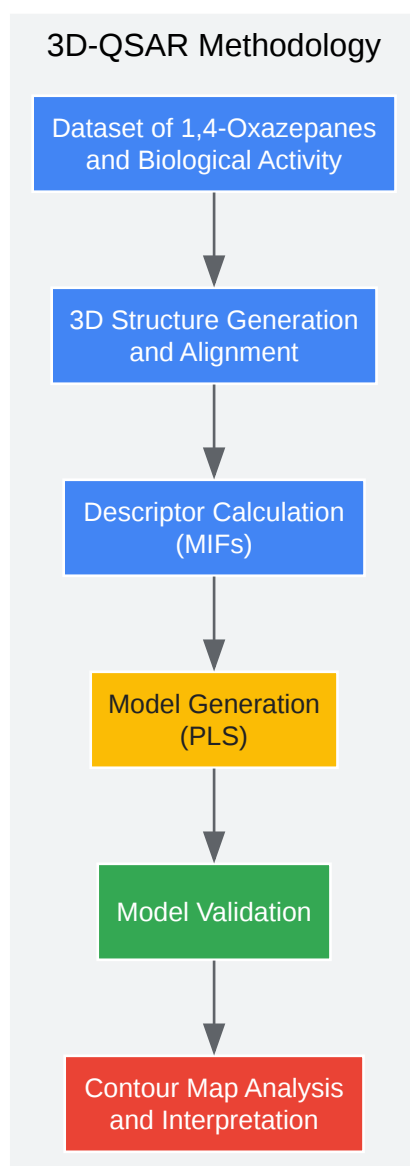 3D-QSAR Methodology
Dataset of 1,4-Oxazepanes
and Biological Activity
3D Structure Generation
and Alignment
Descriptor Calculation
(MIFs)
Model Generation
(PLS)
Model Validation
Contour Map Analysis
and Interpretation